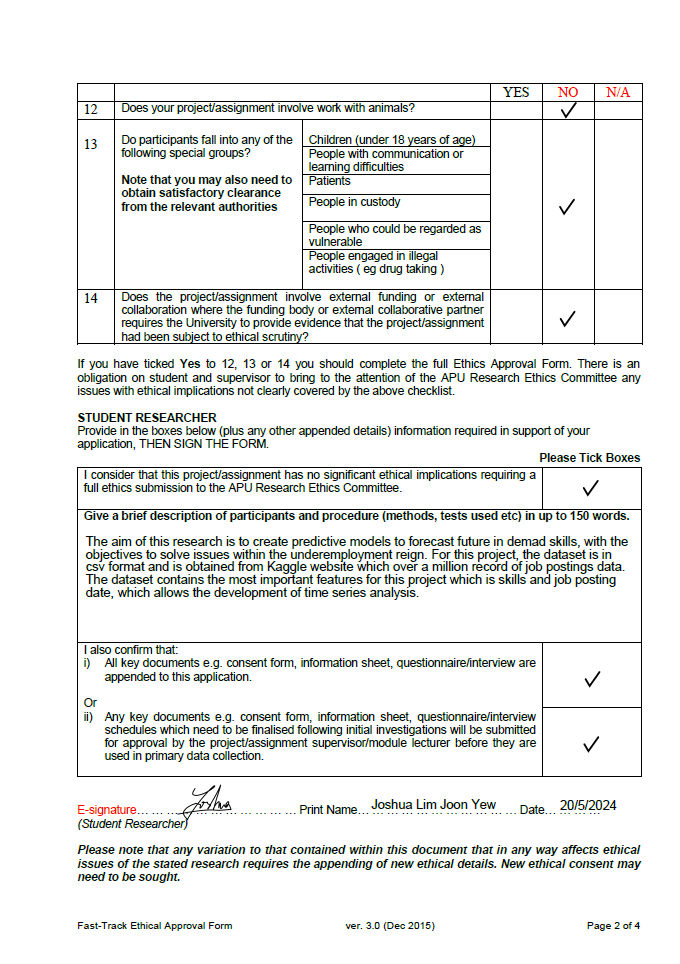 YES NO N/A
12 Does your project/assignment involve work with animals? ✓
13 Do participants fall into any of the
following special groups?
Note that you may also need to
obtain satisfactory clearance
from the relevant authorities
Children (under 18 years of age)
People with communication or
learning difficulties
Patients
People in custody
People who could be regarded as
vulnerable
People engaged in illegal
activities ( eg drug taking )
✓
14 Does the project/assignment involve external funding or external
collaboration where the funding body or external collaborative partner
requires the University to provide evidence that the project/assignment
had been subject to ethical scrutiny?
✓
If you have ticked Yes to 12, 13 or 14 you should complete the full Ethics Approval Form. There is an
obligation on student and supervisor to bring to the attention of the APU Research Ethics Committee any
issues with ethical implications not clearly covered by the above checklist.
STUDENT RESEARCHER
Provide in the boxes below (plus any other appended details) information required in support of your
application, THEN SIGN THE FORM.
Please Tick Boxes
I consider that this project/assignment has no significant ethical implications requiring a
full ethics submission to the APU Research Ethics Committee.
✓
Give a brief description of participants and procedure (methods, tests used etc) in up to 150 words.
The aim of this research is to create predictive models to forecast future in demad skills, with the
objectives to solve issues within the underemployment reign. For this project, the dataset is in
csv format and is obtained from Kaggle website which over a million record of job postings data.
The dataset contains the most important features for this project which is skills and job posting
date, which allows the development of time series analysis.
I also confirm that:
i) All key documents e.g. consent form, information sheet, questionnaire/interview are
appended to this application.
✓
Or
ii) Any key documents e.g. consent form, information sheet, questionnaire/interview
schedules which need to be finalised following initial investigations will be submitted
for approval by the project/assignment supervisor/module lecturer before they are
used in primary data collection.
✓
E-signature... Joshua ... Print Name... Joshua Lim Joon Yew ... Date... 20/5/2024
(Student Researcher)
Please note that any variation to that contained within this document that in any way affects ethical
issues of the stated research requires the appending of new ethical details. New ethical consent may
need to be sought.
Fast-Track Ethical Approval Form ver. 3.0 (Dec 2015) Page 2 of 4